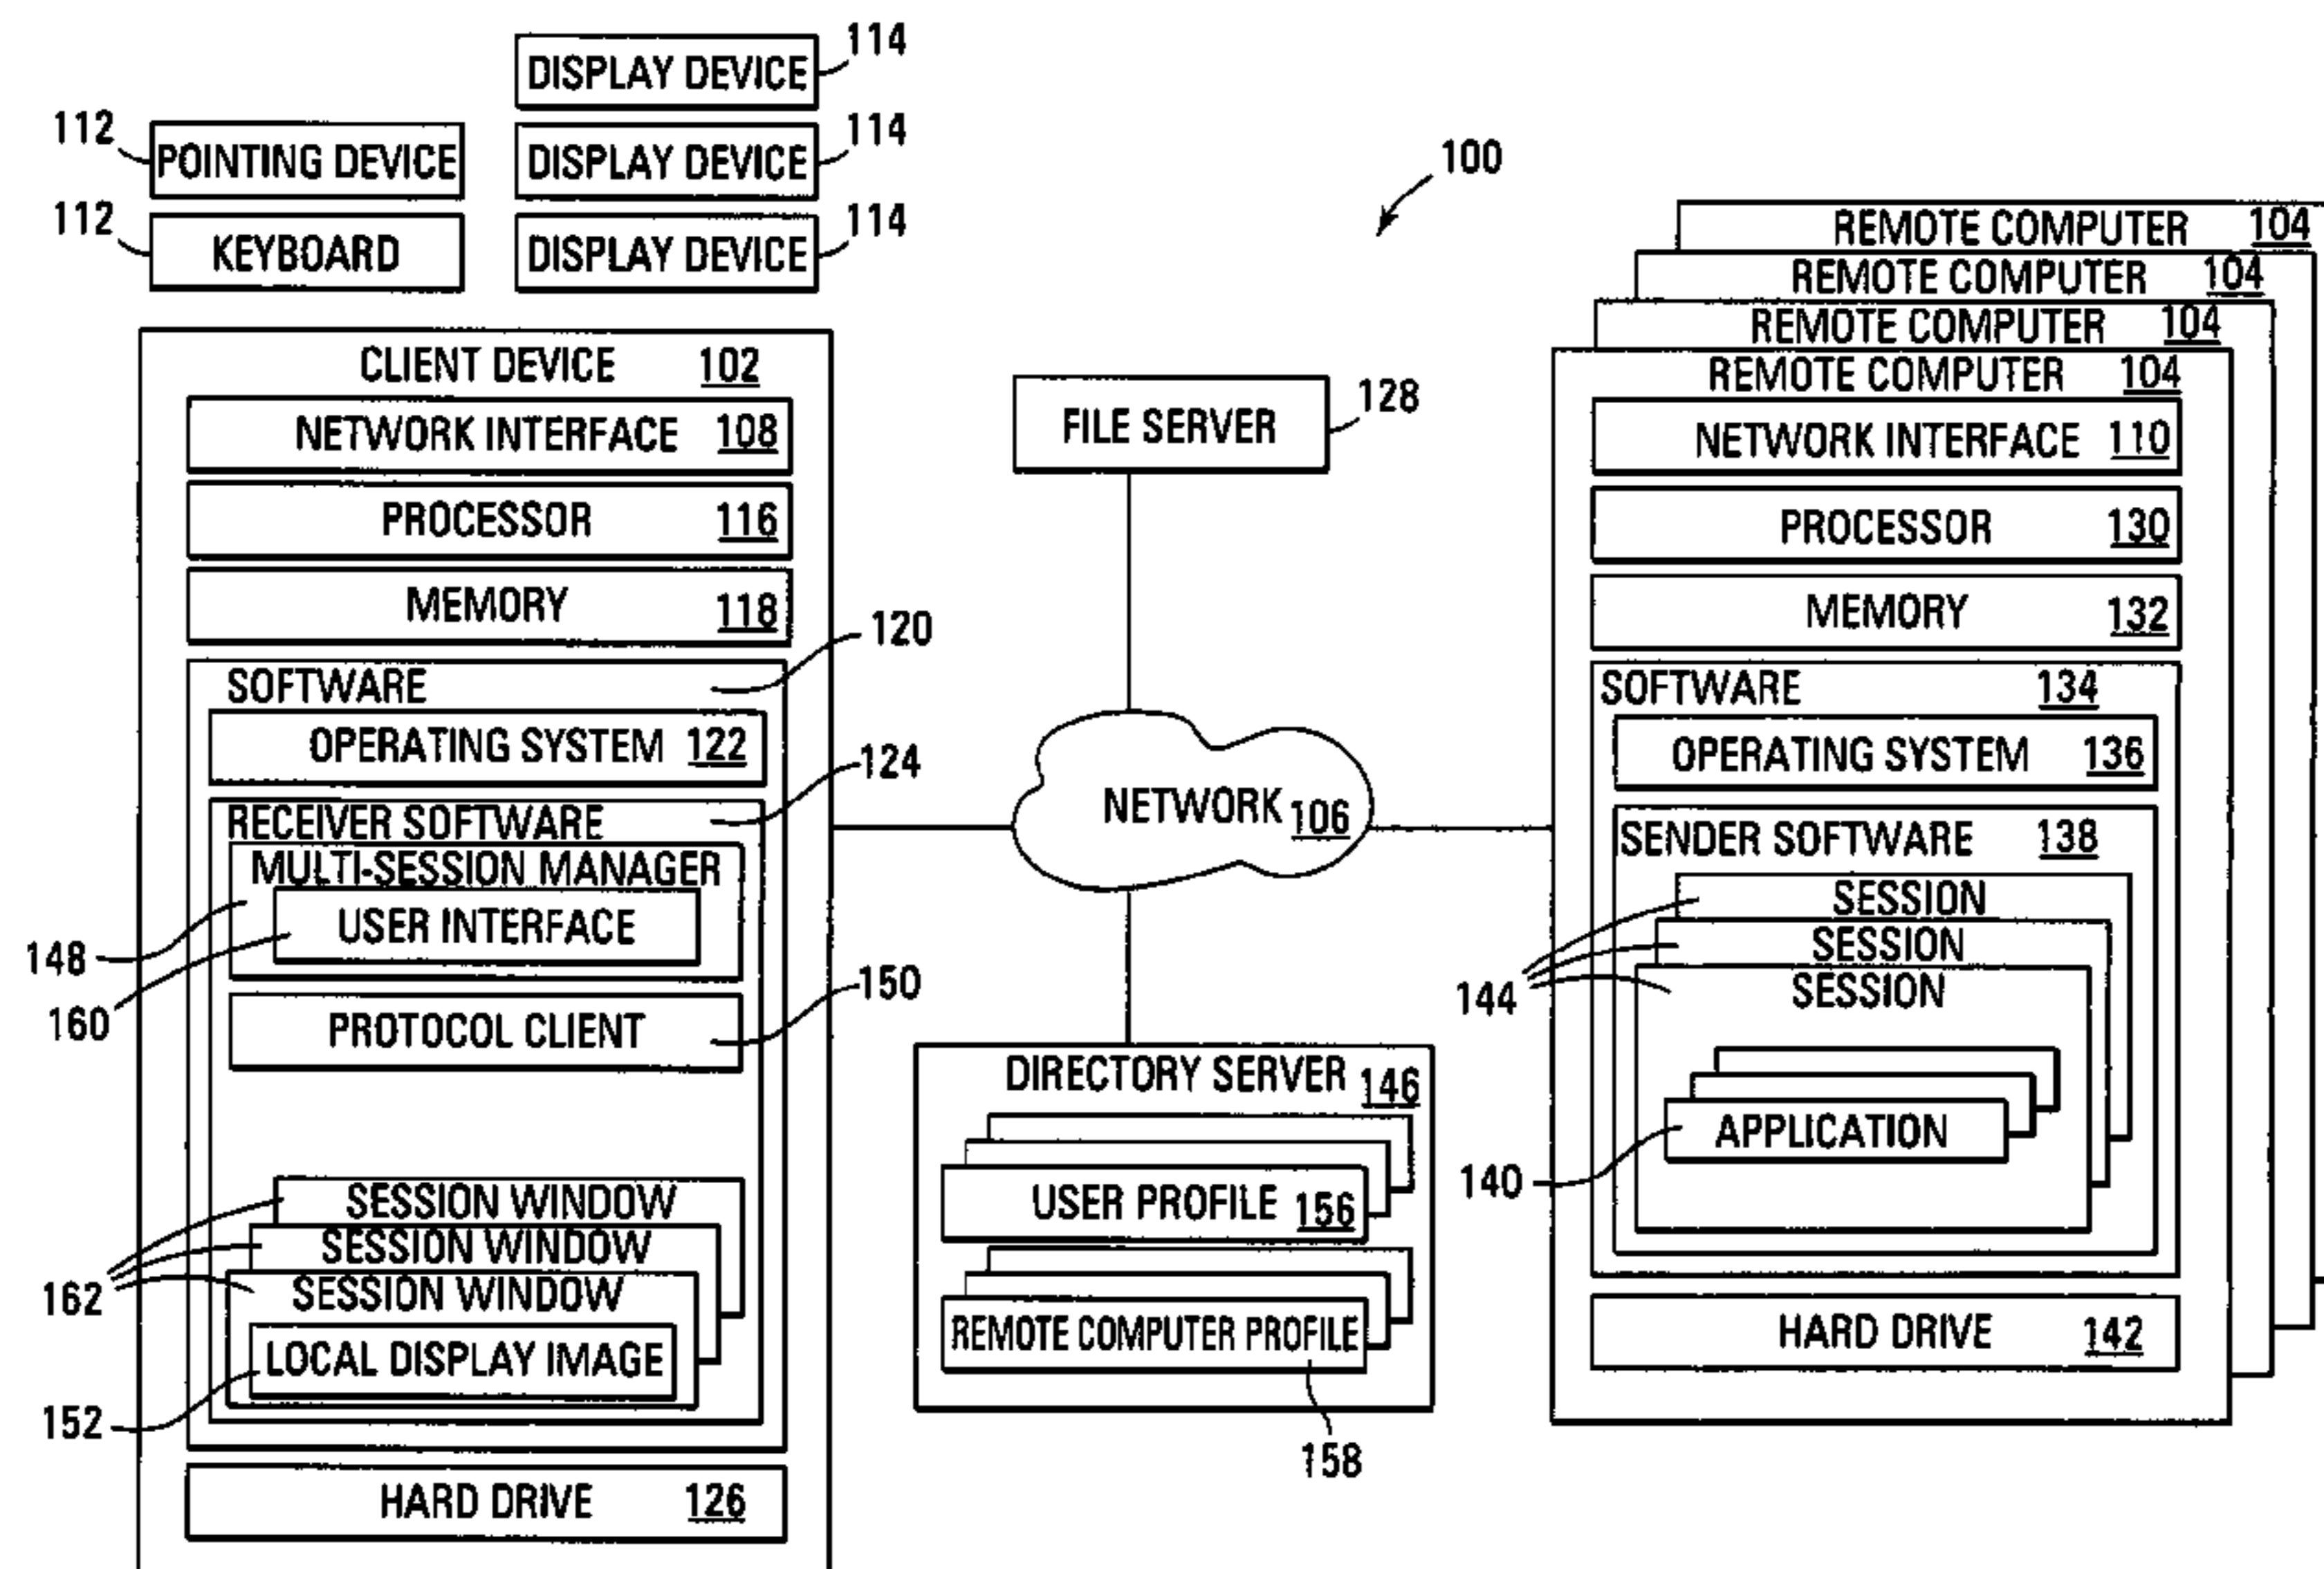 DISPLAY DEVICE 114
112 POINTING DEVICE
DISPLAY DEVICE 114
112 KEYBOARD
DISPLAY DEVICE 114
100
CLIENT DEVICE 102
NETWORK INTERFACE 108
PROCESSOR 116
MEMORY 118
120
SOFTWARE
OPERATING SYSTEM 122
124
RECEIVER SOFTWARE
MULTI-SESSION MANAGER
USER INTERFACE
148
160
150
PROTOCOL CLIENT
SESSION WINDOW
SESSION WINDOW
SESSION WINDOW
162
LOCAL DISPLAY IMAGE
152
HARD DRIVE 126
FILE SERVER 128
NETWORK 106
DIRECTORY SERVER 146
USER PROFILE 156
REMOTE COMPUTER PROFILE
158
REMOTE COMPUTER 104
REMOTE COMPUTER 104
REMOTE COMPUTER 104
REMOTE COMPUTER 104
NETWORK INTERFACE 110
PROCESSOR 130
MEMORY 132
SOFTWARE 134
OPERATING SYSTEM 136
SENDER SOFTWARE 138
SESSION
SESSION
SESSION
144
APPLICATION
140
HARD DRIVE 142